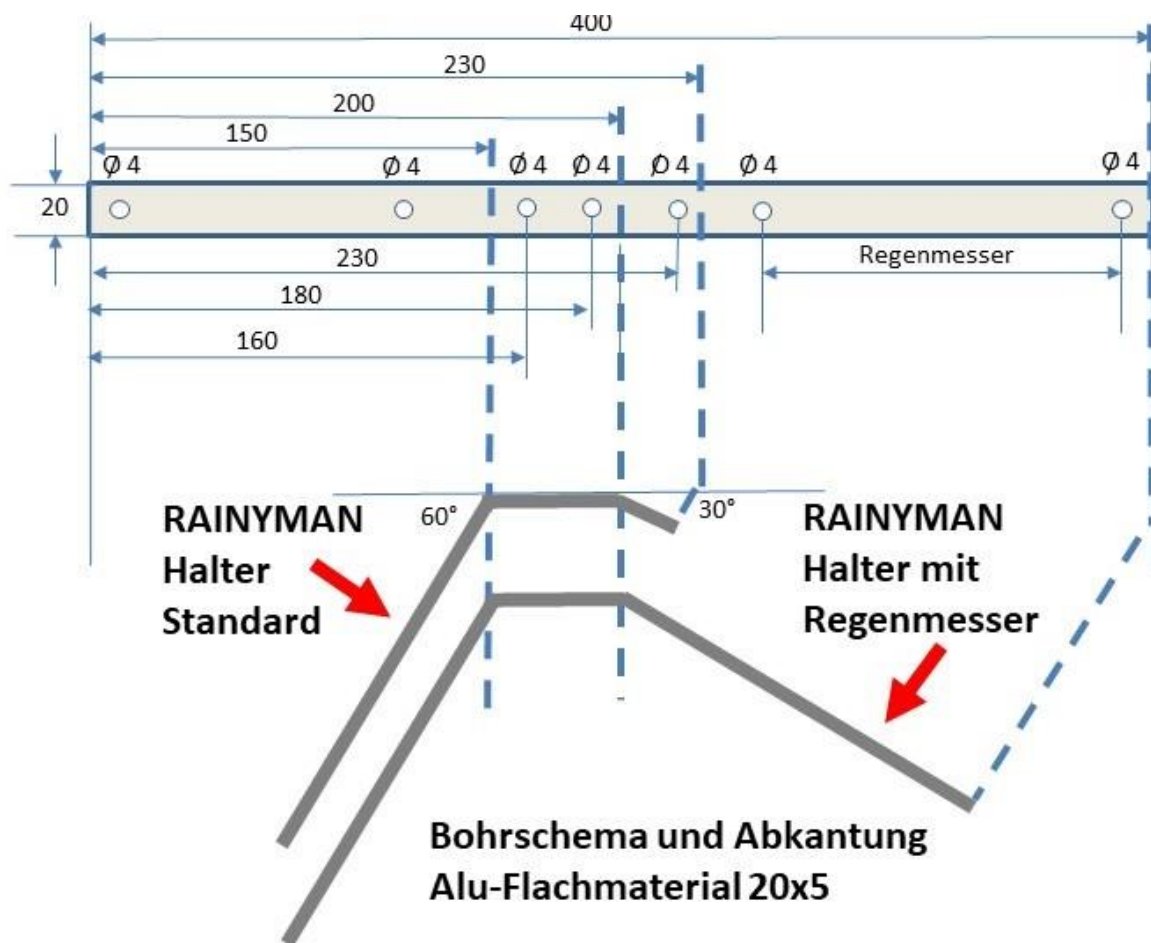 400
230
200
150
Ø 4
Ø 4
Ø 4
Ø 4
Ø 4
Ø 4
Ø 4
20
230
Regenmesser
180
160
60°
30°
RAINYMAN
Halter
Standard
RAINYMAN
Halter mit
Regenmesser
Bohrschema und Abkantung
Alu-Flachmaterial 20x5